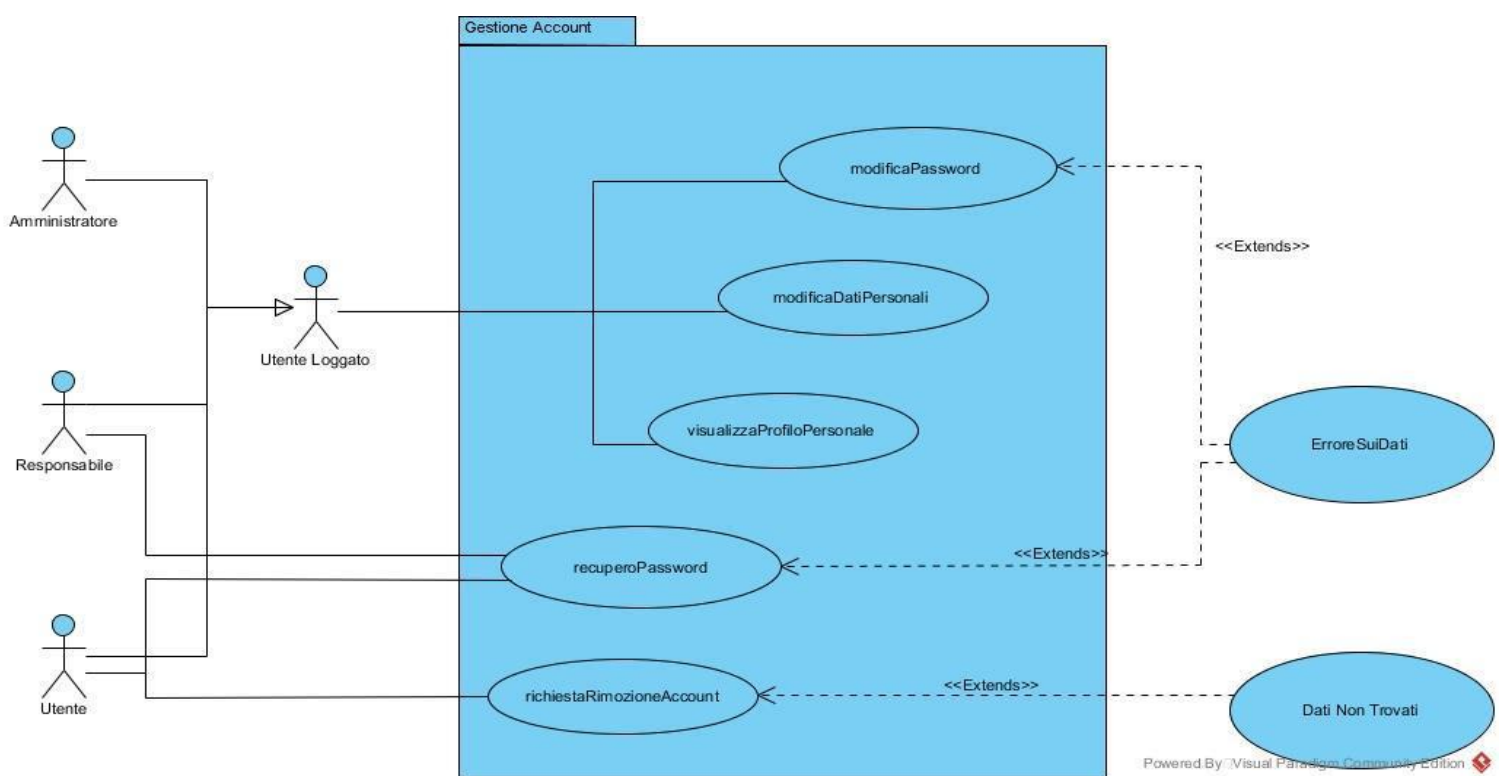 Gestione Account
Amministratore
modificaPassword
<<Extends>>
modificaDatiPersonali
Utente Loggato
visualizzaProfiloPersonale
ErroreSuiDati
Responsabile
<<Extends>>
recuperoPassword
<<Extends>>
richiestaRimozioneAccount
Utente
Dati Non Trovati
Powered By Visual Paradigm Community Edition